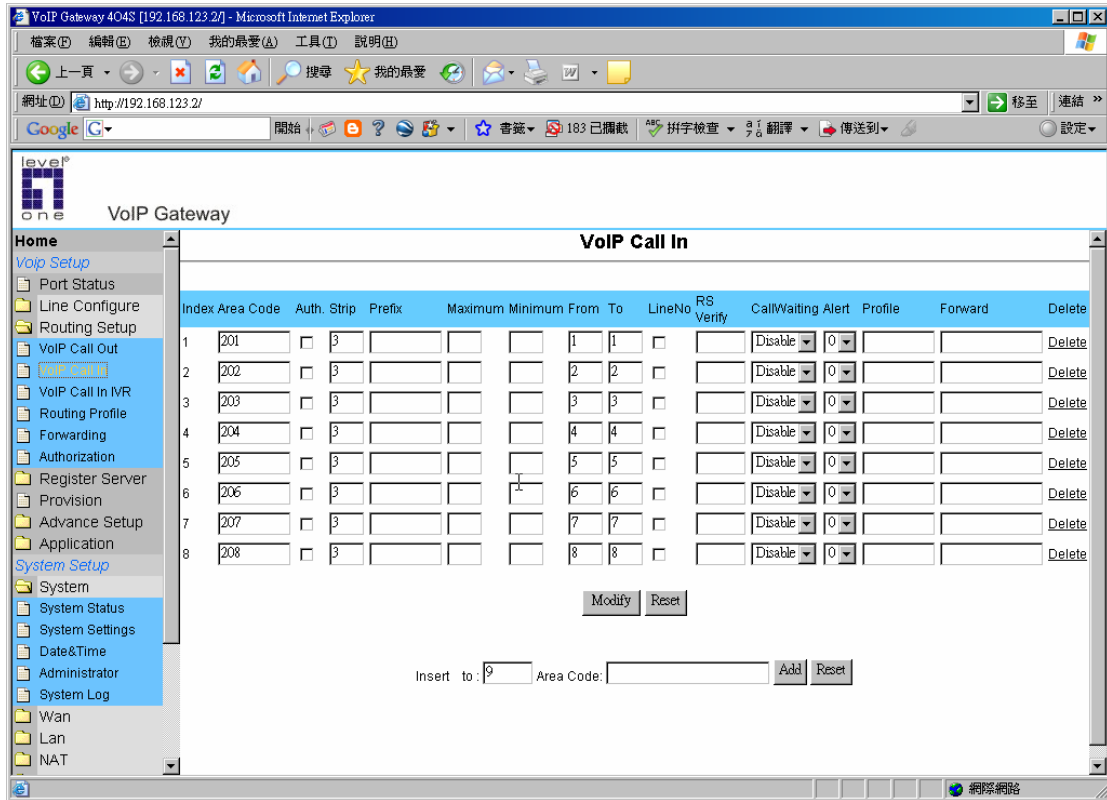 VoIP Gateway 4O4S [192.168.123.2/] - Microsoft Internet Explorer
檔案(F) 編輯(E) 檢視(V) 我的最愛(A) 工具(T) 說明(H)
上一頁 搜尋 我的最愛
網址(D) http://192.168.123.2/ 移至 連結 »
Google G 開始 書籤 183 已攔截 拼字檢查 翻譯 傳送到 設定
level one
VoIP Gateway
Home
Voip Setup
Port Status
Line Configure
Routing Setup
VoIP Call Out
VoIP Call In
VoIP Call In IVR
Routing Profile
Forwarding
Authorization
Register Server
Provision
Advance Setup
Application
System Setup
System
System Status
System Settings
Date&Time
Administrator
System Log
Wan
Lan
NAT
VoIP Call In
Index Area Code Auth. Strip Prefix Maximum Minimum From To LineNo RS Verify CallWaiting Alert Profile Forward Delete
1 201 3 1 1 Disable 0 Delete
2 202 3 2 2 Disable 0 Delete
3 203 3 3 3 Disable 0 Delete
4 204 3 4 4 Disable 0 Delete
5 205 3 5 5 Disable 0 Delete
6 206 3 6 6 Disable 0 Delete
7 207 3 7 7 Disable 0 Delete
8 208 3 8 8 Disable 0 Delete
Modify Reset
Insert to : 9 Area Code: Add Reset
網際網路